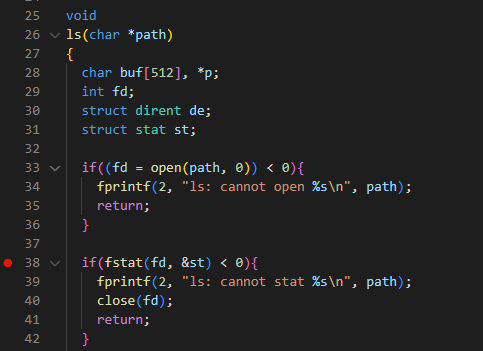 25 void
26 ls(char *path)
27 {
28 char buf[512], *p;
29 int fd;
30 struct dirent de;
31 struct stat st;
32
33 if((fd = open(path, 0)) < 0){
34 fprintf(2, "ls: cannot open %s\n", path);
35 return;
36 }
37
38 if(fstat(fd, &st) < 0){
39 fprintf(2, "ls: cannot stat %s\n", path);
40 close(fd);
41 return;
42 }